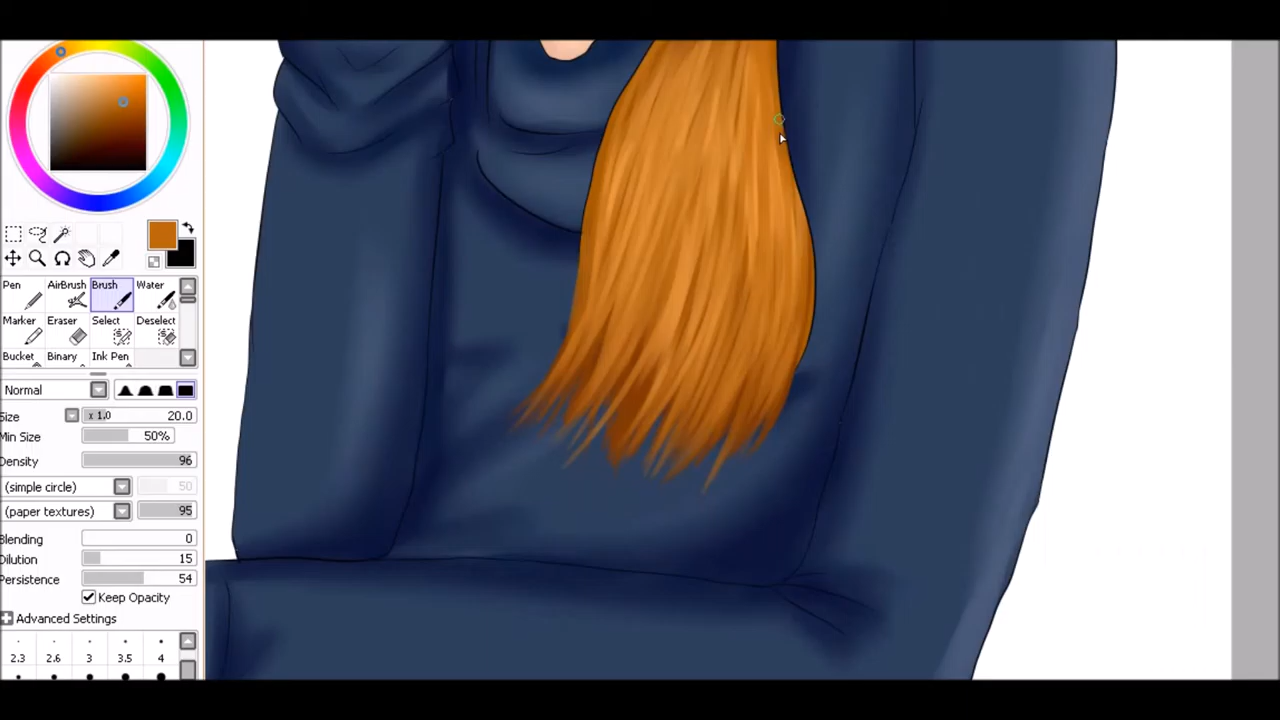 Pen AirBrush Brush Water
Marker Eraser Select Deselect
Bucket Binary Ink Pen
Normal
Size x 1.0 20.0
Min Size 50%
Density 96
(simple circle) 50
(paper textures) 95
Blending 0
Dilution 15
Persistence 54
Keep Opacity
Advanced Settings
2.3 2.6 3 3.5 4